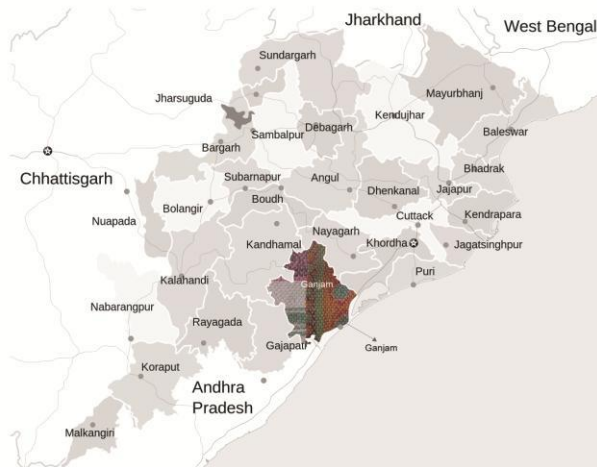 Jharkhand
West Bengal
Sundargarh
Mayurbhanj
Jharsuguda
Kendujhar
Debagarh
Sambalpur
Baleswar
Bargarh
Bhadrak
Chhattisgarh
Subarnapur
Angul
Dhenkanal
Jajapur
Boudh
Bolangir
Nuapada
Cuttack
Kendrapara
Nayagarh
Kandhamal
Khordha
Jagatsinghpur
Puri
Kalahandi
Ganjam
Nabarangpur
Rayagada
Gajapati
Ganjam
Koraput
Andhra
Pradesh
Malkangiri